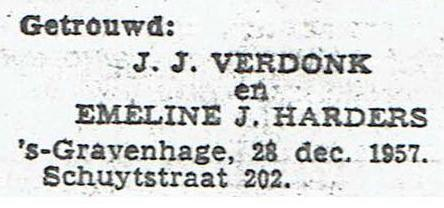 Getrouwd:
J. J. VERDONK
en
EMELINE J. HARDERS
's-Gravenhage, 28 dec. 1957.
Schuytstraat 202.